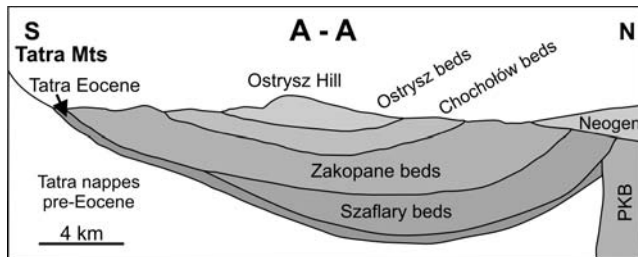 S
A - A
N
Tatra Mts
Tatra Eocene
Ostrysz Hill
Ostrysz beds
Chochołów beds
Neogen
Zakopane beds
Tatra nappes
pre-Eocene
Szaflary beds
PKB
4 km